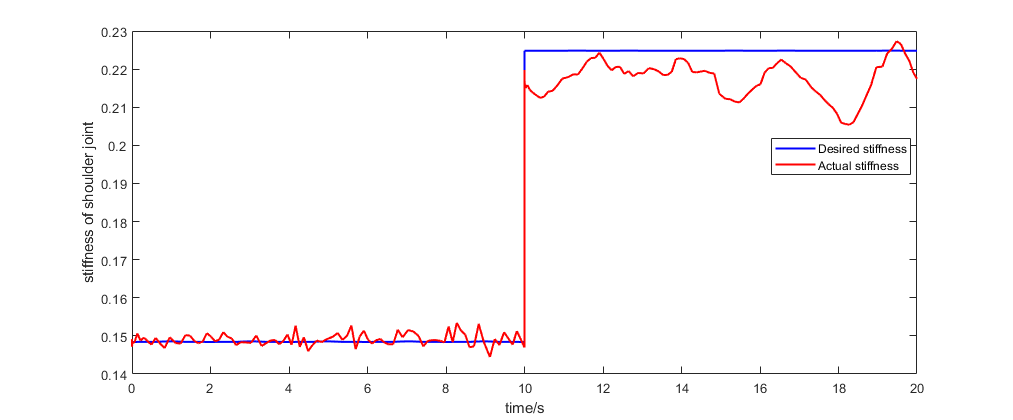 0.23
0.22
0.21
0.2
0.19
0.18
0.17
0.16
0.15
0.14
stiffness of shoulder joint
Desired stiffness
Actual stiffness
0 2 4 6 8 10 12 14 16 18 20
time/s